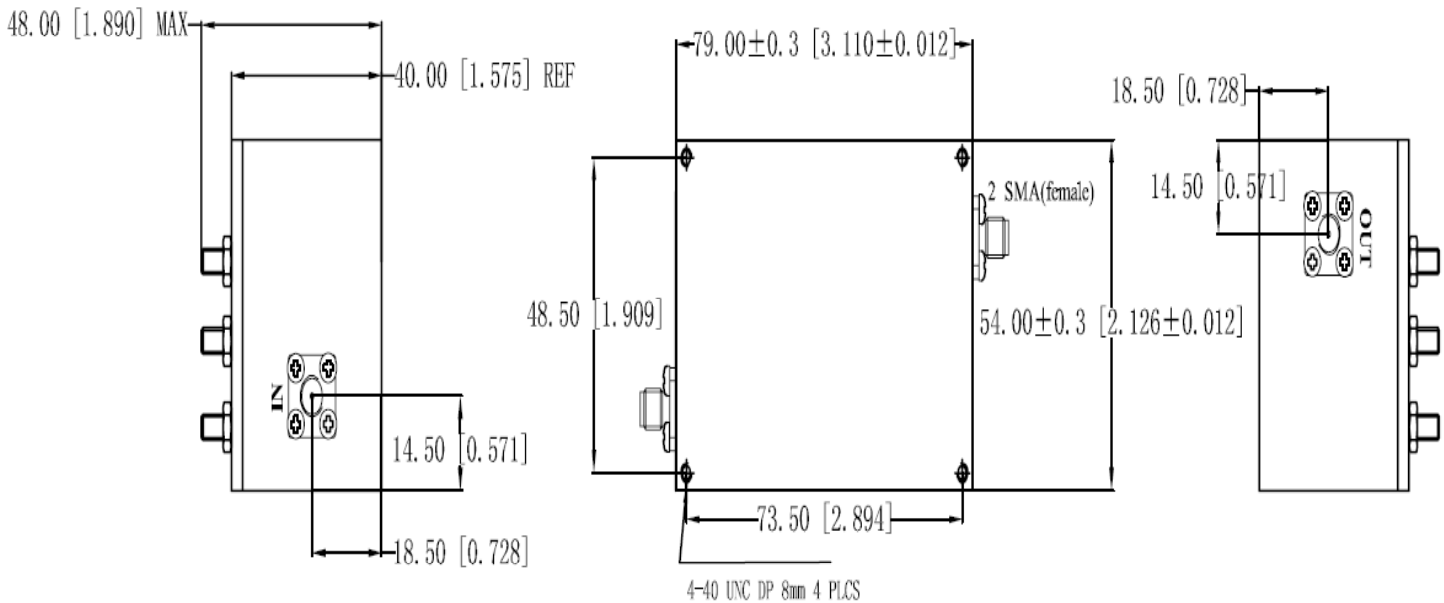 48.00 [1.890] MAX
40.00 [1.575] REF
IN
14.50 [0.571]
18.50 [0.728]
79.00±0.3 [3.110±0.012]
2 SMA(female)
48.50 [1.909]
54.00±0.3 [2.126±0.012]
73.50 [2.894]
4-40 UNC DP 8mm 4 PLCS
18.50 [0.728]
14.50 [0.571]
OUT